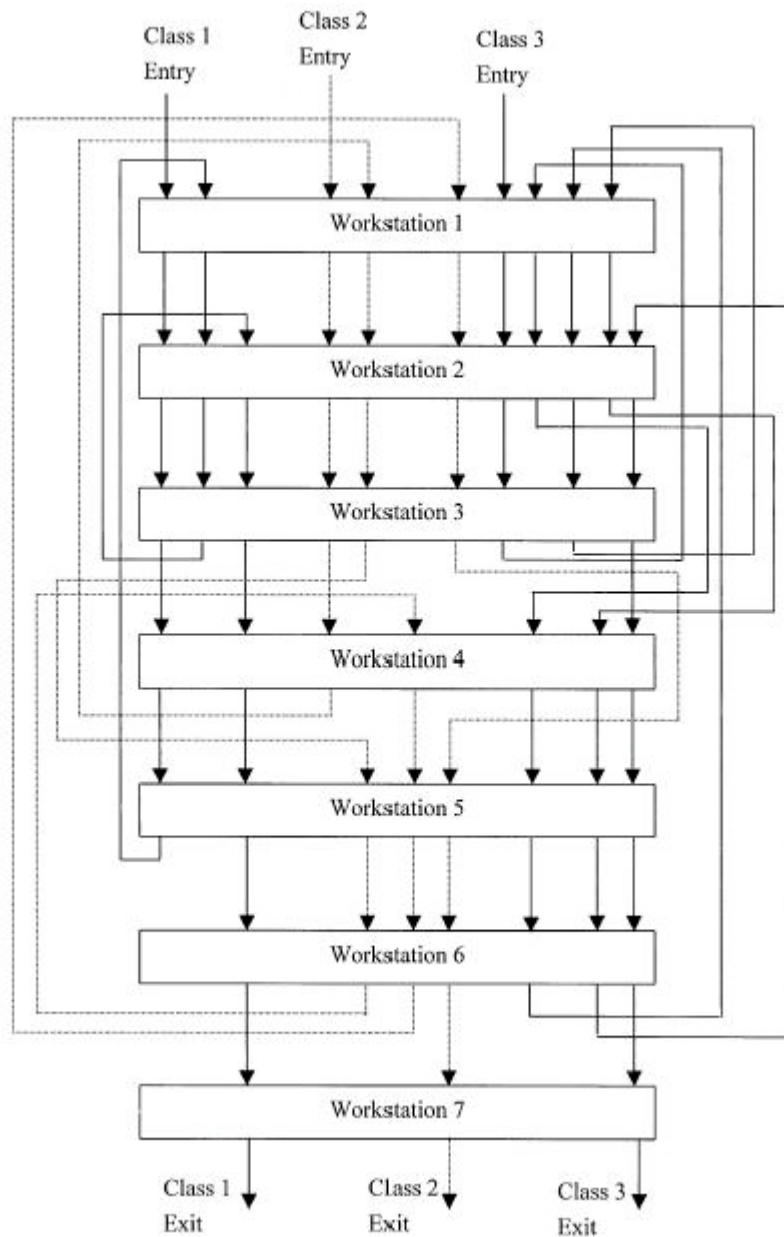 Class 1
Entry
Class 2
Entry
Class 3
Entry
Workstation 1
Workstation 2
Workstation 3
Workstation 4
Workstation 5
Workstation 6
Workstation 7
Class 1
Exit
Class 2
Exit
Class 3
Exit